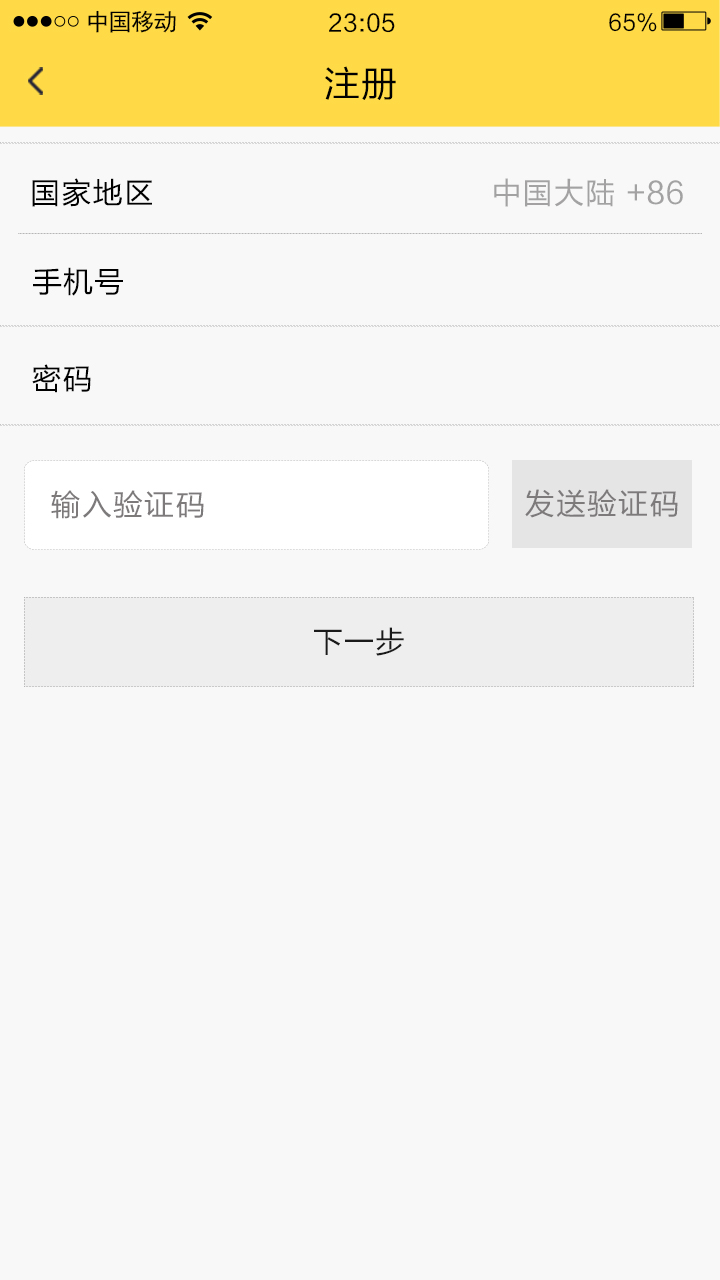 中国移动 23:05 65%
注册
国家地区 中国大陆 +86
手机号
密码
输入验证码 发送验证码
下一步